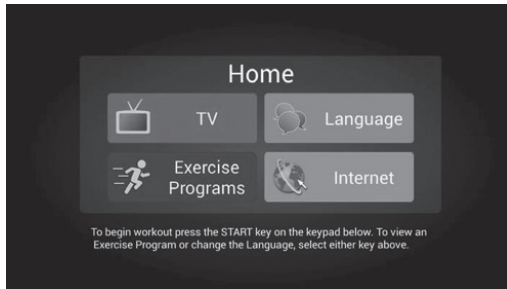 Home
TV
Language
Exercise
Programs
Internet
To begin workout press the START key on the keypad below. To view an
Exercise Program or change the Language, select either key above.